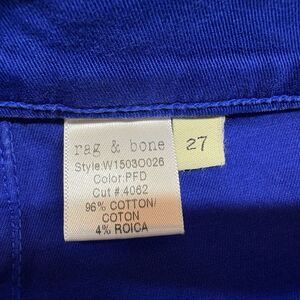 rag & bone
Style:W1503O026
Color:PFD
Cut #:4062
96% COTTON/
COTON
4% ROICA
27